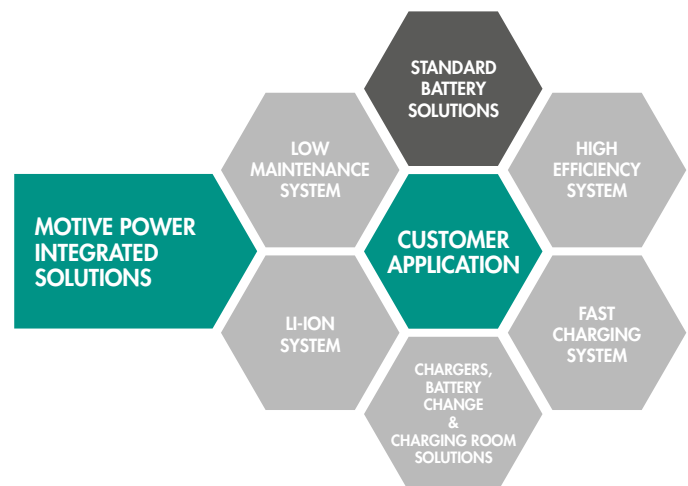 STANDARD
BATTERY
SOLUTIONS
LOW
MAINTENANCE
SYSTEM
HIGH
EFFICIENCY
SYSTEM
MOTIVE POWER
INTEGRATED
SOLUTIONS
CUSTOMER
APPLICATION
LI-ION
SYSTEM
FAST
CHARGING
SYSTEM
CHARGERS,
BATTERY
CHANGE
&
CHARGING ROOM
SOLUTIONS